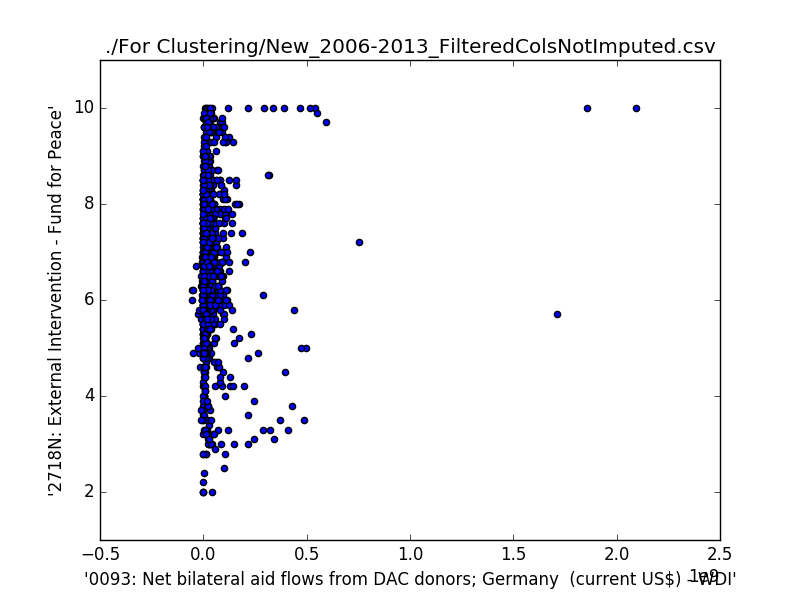 ./For Clustering/New_2006-2013_FilteredColsNotImputed.csv
'2718N: External Intervention - Fund for Peace'
10
8
6
4
2
−0.5 0.0 0.5 1.0 1.5 2.0 2.5
1e9
'0093: Net bilateral aid flows from DAC donors; Germany (current US$) - WDI'